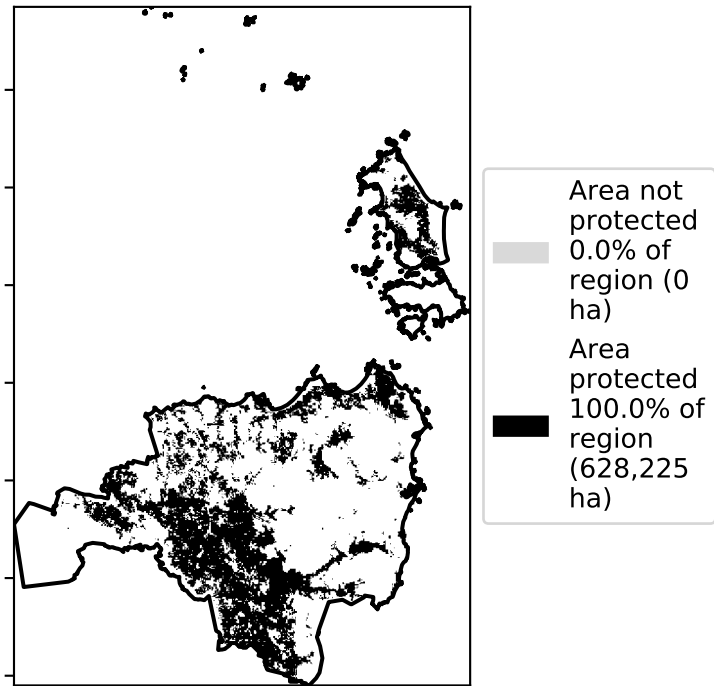 Area not
protected
0.0% of
region (0
ha)
Area
protected
100.0% of
region
(628,225
ha)